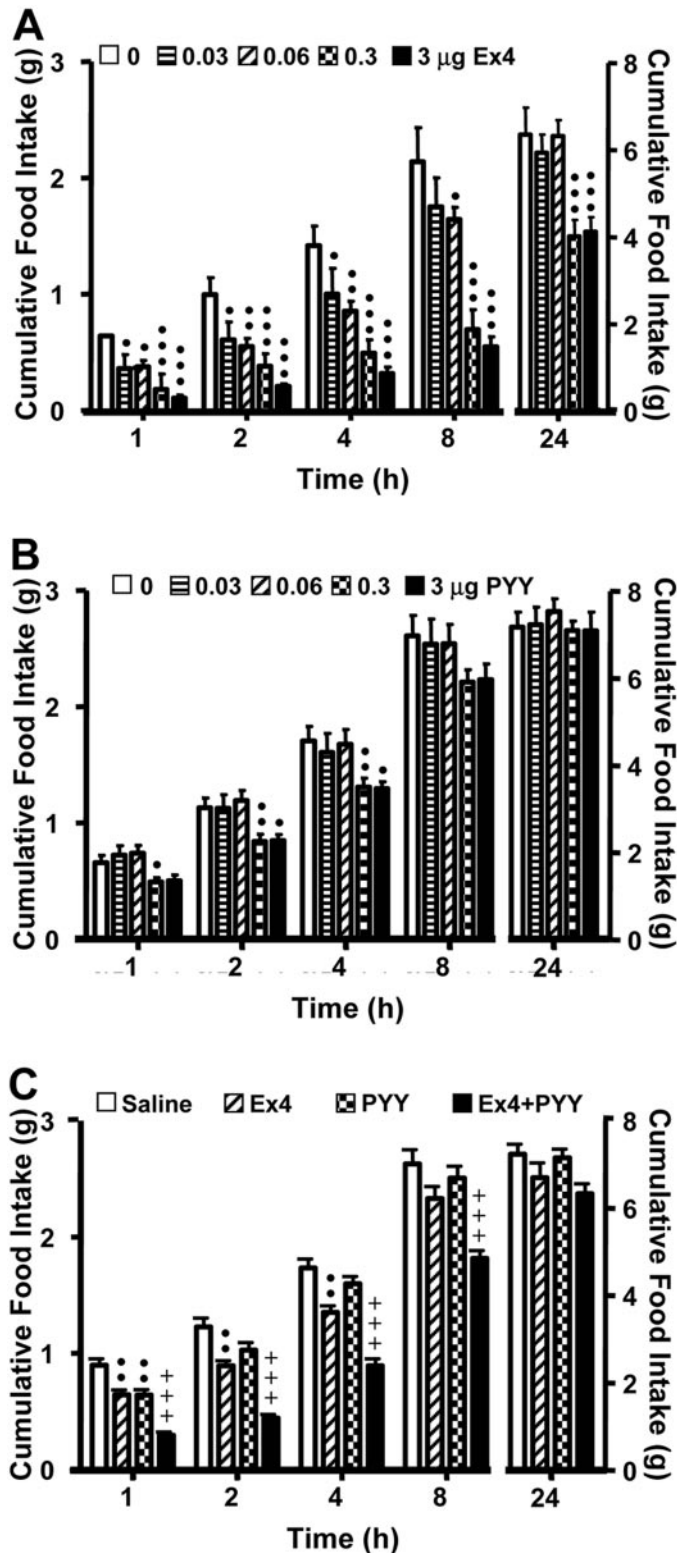 A
0 0.03 0.06 0.3 3 μg Ex4
Cumulative Food Intake (g)
3
2
1
0
8
6
4
2
0
Cumulative Food Intake (g)
1 2 4 8 24
Time (h)
B
0 0.03 0.06 0.3 3 μg PYY
Cumulative Food Intake (g)
3
2
1
0
8
6
4
2
0
Cumulative Food Intake (g)
1 2 4 8 24
Time (h)
C
Saline Ex4 PYY Ex4+PYY
Cumulative Food Intake (g)
3
2
1
0
+++ +++ +++ +++
8
6
4
2
0
Cumulative Food Intake (g)
1 2 4 8 24
Time (h)